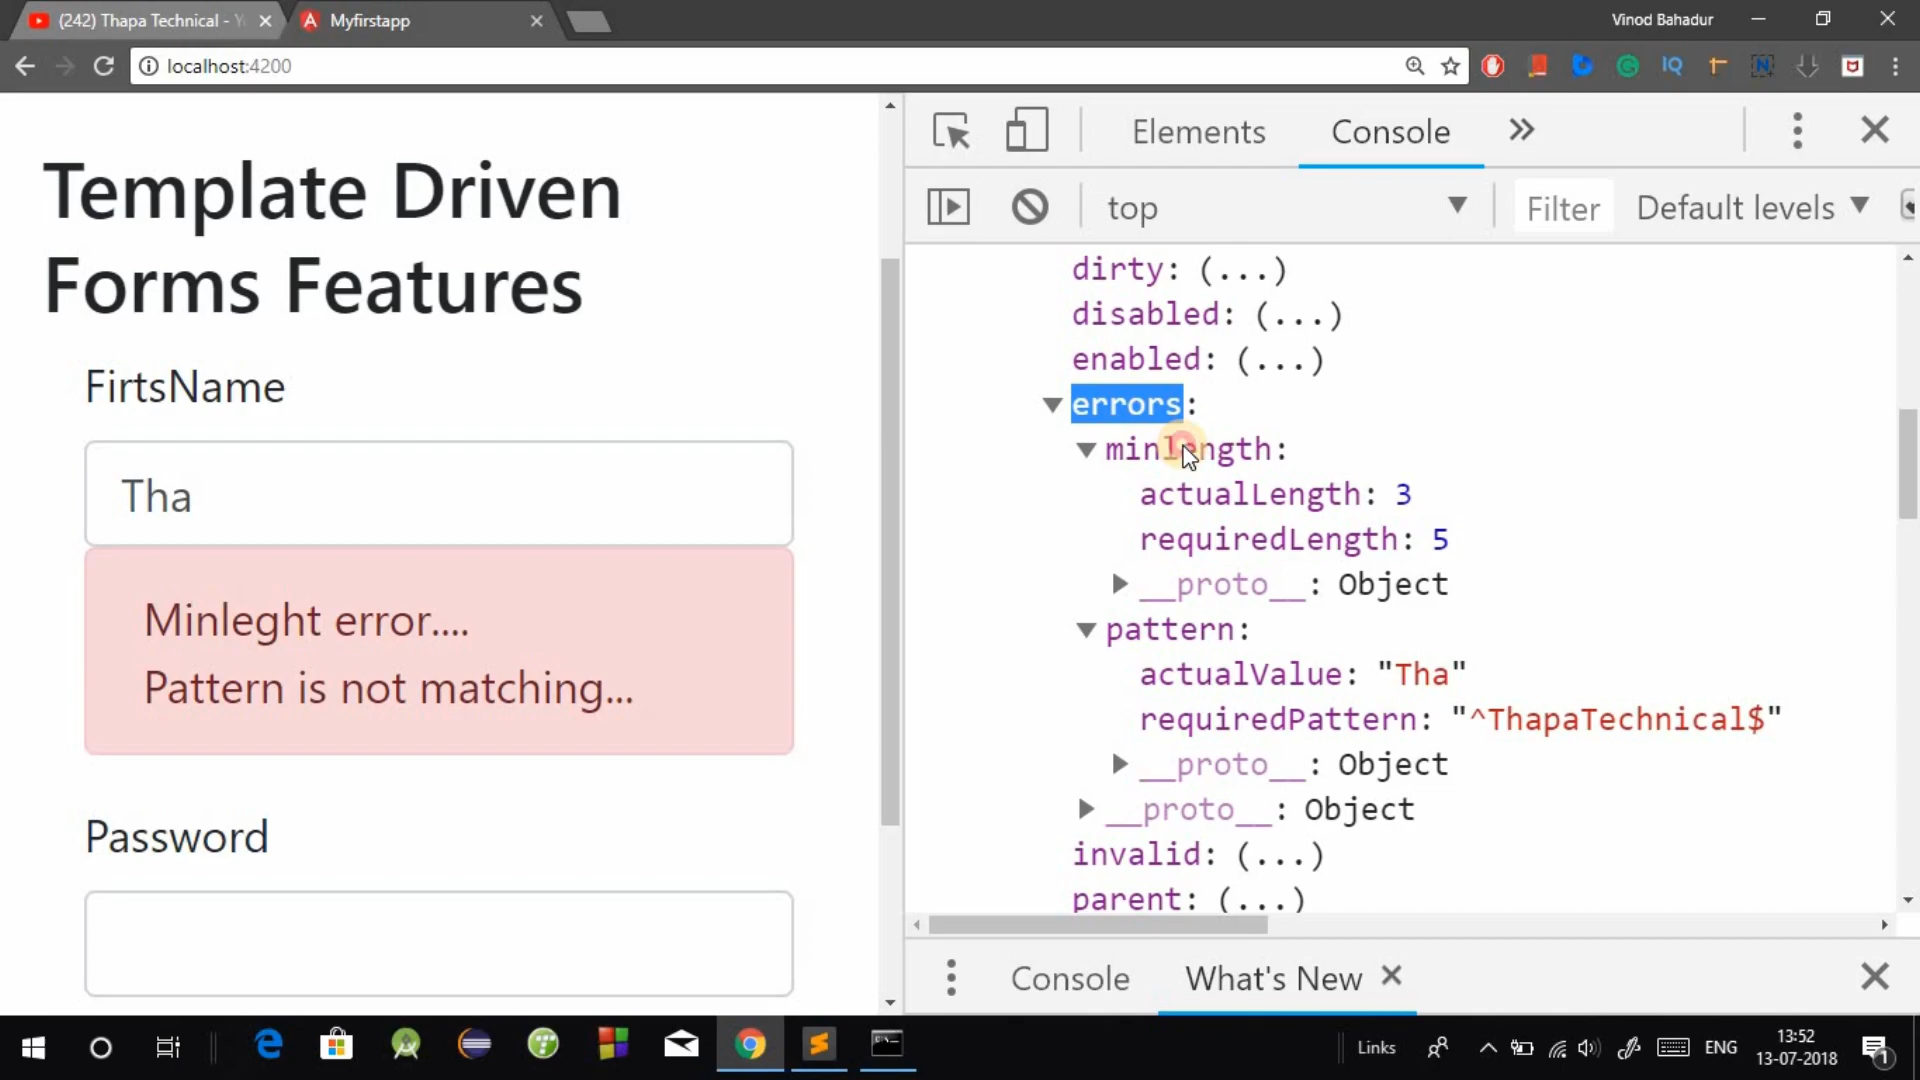 (242) Thapa Technical - Y
Myfirstapp
Vinod Bahadur
localhost:4200
IQ
Template Driven
Forms Features
FirtsName
Tha
Minleght error....
Pattern is not matching...
Password
Elements
Console
top
Filter
Default levels
dirty: (...)
disabled: (...)
enabled: (...)
errors:
minlength:
actualLength: 3
requiredLength: 5
__proto__: Object
pattern:
actualValue: "Tha"
requiredPattern: "^ThapaTechnical$"
__proto__: Object
__proto__: Object
invalid: (...)
parent: (...)
Console
What's New
Links
ENG
13:52
13-07-2018
1